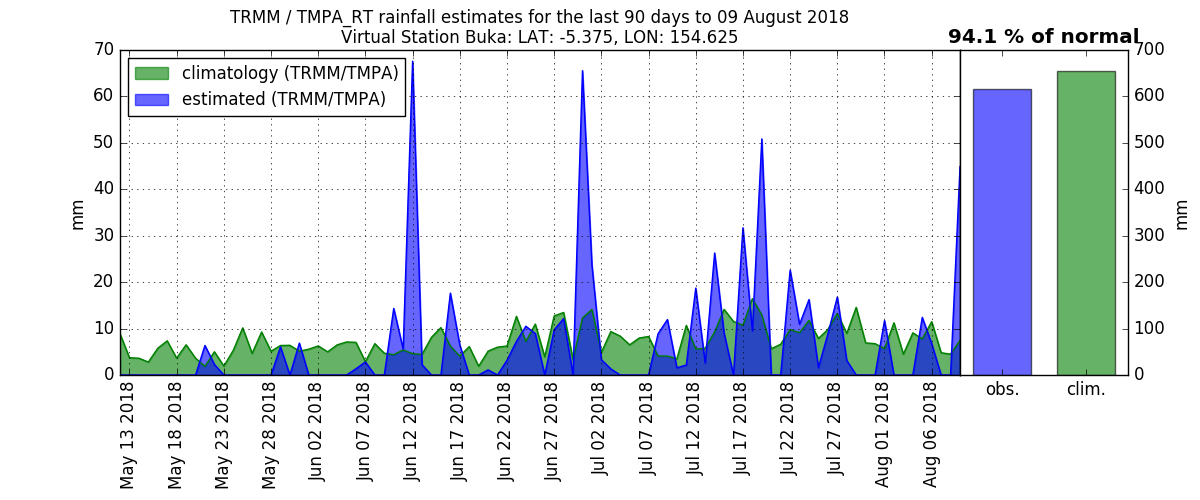 TRMM / TMPA_RT rainfall estimates for the last 90 days to 09 August 2018
Virtual Station Buka: LAT: -5.375, LON: 154.625
94.1 % of normal
climatology (TRMM/TMPA)
estimated (TRMM/TMPA)
mm
70
60
50
40
30
20
10
0
May 13 2018
May 18 2018
May 23 2018
May 28 2018
Jun 02 2018
Jun 07 2018
Jun 12 2018
Jun 17 2018
Jun 22 2018
Jun 27 2018
Jul 02 2018
Jul 07 2018
Jul 12 2018
Jul 17 2018
Jul 22 2018
Jul 27 2018
Aug 01 2018
Aug 06 2018
obs.
clim.
700
600
500
400
300
200
100
0
mm